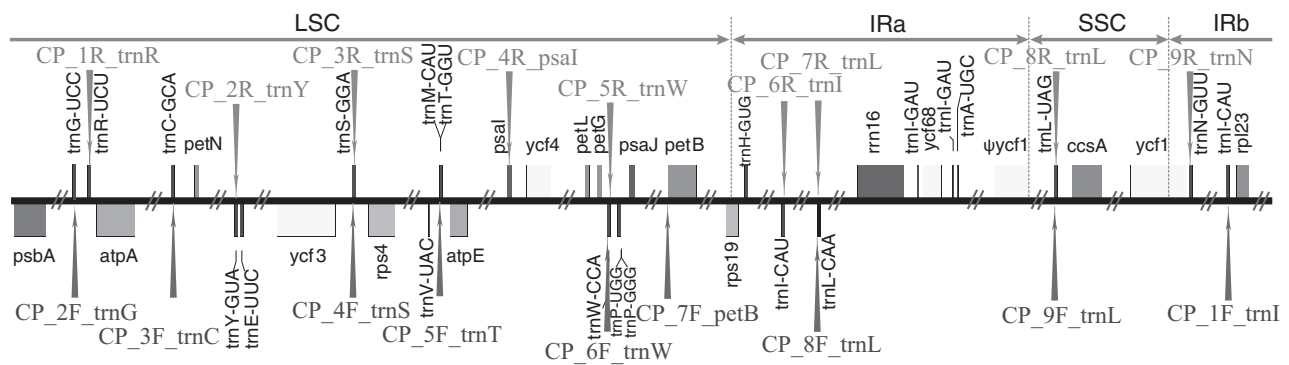 LSC IRa SSC IRb
CP_1R_trnR CP_3R_trnS CP_4R_psaI CP_7R_trnL CP_8R_trnL CP_9R_trnN
CP_2R_trnY CP_5R_trnW CP_6R_trnI
trnG-UCC
trnR-UCU
trnC-GCA
petN
trnS-GGA
trnM-CAU
trnT-GGU
psaI
ycf4
petL
petG
psaJ
petB
trnH-GUG
rrn16
trnI-GAU
ycf68
trnI-GAU
trnA-UGC
ψycf1
trnL-UAG
ccsA
ycf1
trnN-GUU
trnI-CAU
rpl23
psbA
atpA
trnY-GUA
trnE-UUC
ycf3
rps4
trnV-UAC
atpE
trnW-CCA
trnP-UGG
trnP-GGG
rps19
trnI-CAU
trnL-CAA
CP_2F_trnG CP_4F_trnS CP_7F_petB CP_9F_trnL CP_1F_trnI
CP_3F_trnC CP_5F_trnT CP_6F_trnW CP_8F_trnL